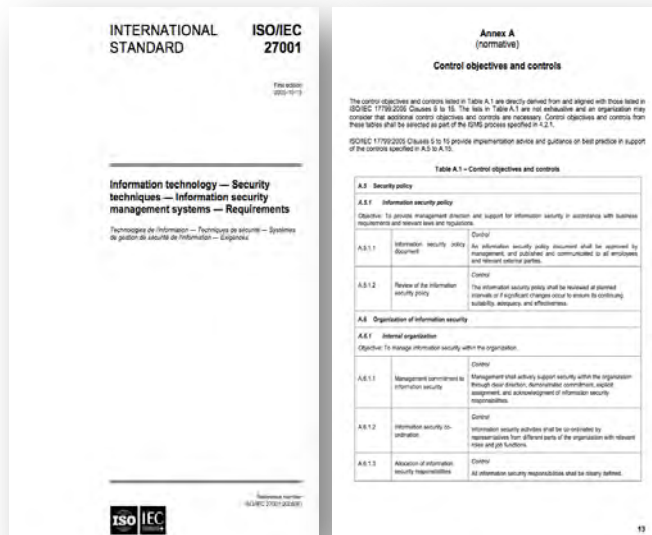 INTERNATIONAL
STANDARD
ISO/IEC
27001
First edition
2005-10-15
Information technology — Security
techniques — Information security
management systems — Requirements
Technologies de l'information — Techniques de sécurité — Systèmes
de gestion de sécurité de l'information — Exigences
Reference number
ISO/IEC 27001:2005(E)
ISO IEC
Annex A
(normative)
Control objectives and controls
The control objectives and controls listed in Table A.1 are directly derived from and aligned with those listed in
ISO/IEC 17799:2005 Clauses 5 to 15. The lists in Table A.1 are not exhaustive and an organization may
consider that additional control objectives and controls are necessary. Control objectives and controls from
these tables shall be selected as part of the ISMS process specified in 4.2.1.
ISO/IEC 17799:2005 Clauses 5 to 15 provide implementation advice and guidance on best practice in support
of the controls specified in A.5 to A.15.
Table A.1 – Control objectives and controls
A.5 Security policy
A.5.1 Information security policy
Objective: To provide management direction and support for information security in accordance with business
requirements and relevant laws and regulations.
A.5.1.1
Information security policy
document
Control
An information security policy document shall be approved by
management, and published and communicated to all employees
and relevant external parties.
A.5.1.2
Review of the information
security policy
Control
The information security policy shall be reviewed at planned
intervals or if significant changes occur to ensure its continuing
suitability, adequacy, and effectiveness.
A.6 Organization of information security
A.6.1 Internal organization
Objective: To manage information security within the organization.
A.6.1.1
Management commitment to
information security
Control
Management shall actively support security within the organization
through clear direction, demonstrated commitment, explicit
assignment, and acknowledgment of information security
responsibilities.
A.6.1.2
Information security co-
ordination
Control
Information security activities shall be co-ordinated by
representatives from different parts of the organization with relevant
roles and job functions.
A.6.1.3
Allocation of information
security responsibilities
Control
All information security responsibilities shall be clearly defined.
13